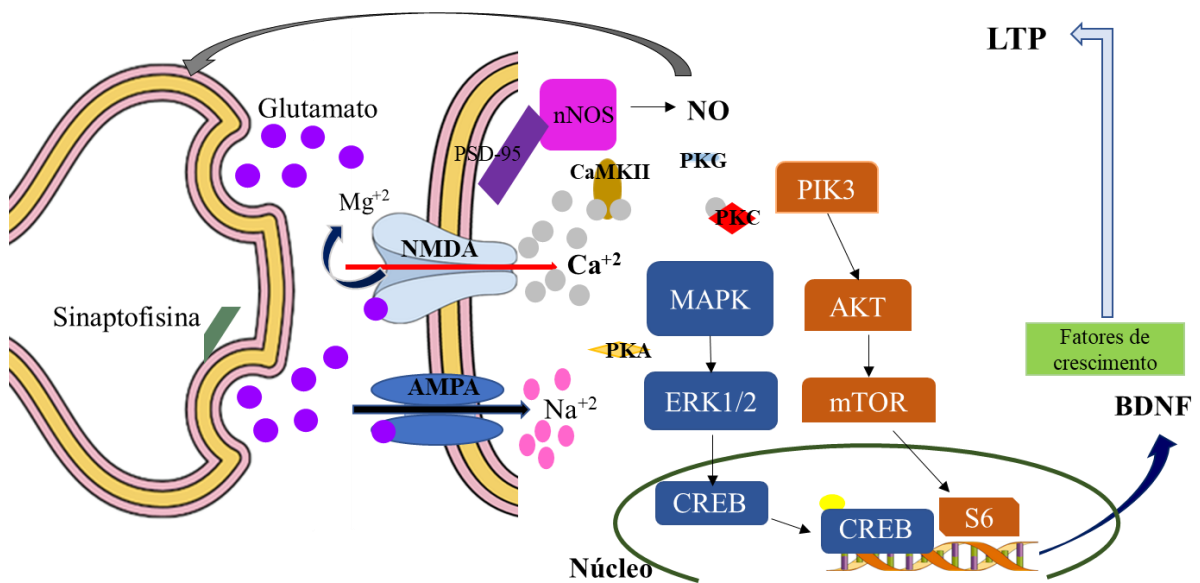 LTP
Glutamato
nNOS
NO
PSD-95
CaMKII
PKG
PIK3
Mg+2
PKC
NMDA
Ca+2
MAPK
AKT
Sinaptofisina
PKA
Fatores de
crescimento
AMPA
Na+2
ERK1/2
mTOR
BDNF
CREB
CREB
S6
Núcleo